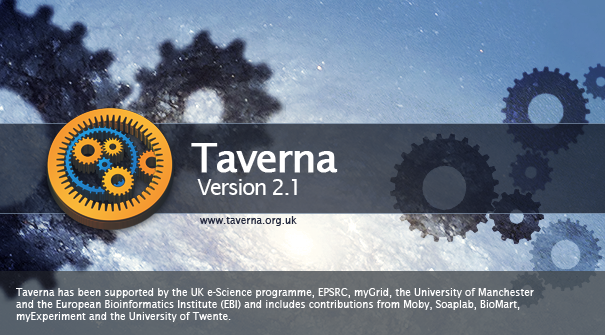 Taverna
Version 2.1
www.taverna.org.uk
Taverna has been supported by the UK e-Science programme, EPSRC, myGrid, the University of Manchester
and the European Bioinformatics Institute (EBI) and includes contributions from Moby, Soaplab, BioMart,
myExperiment and the University of Twente.